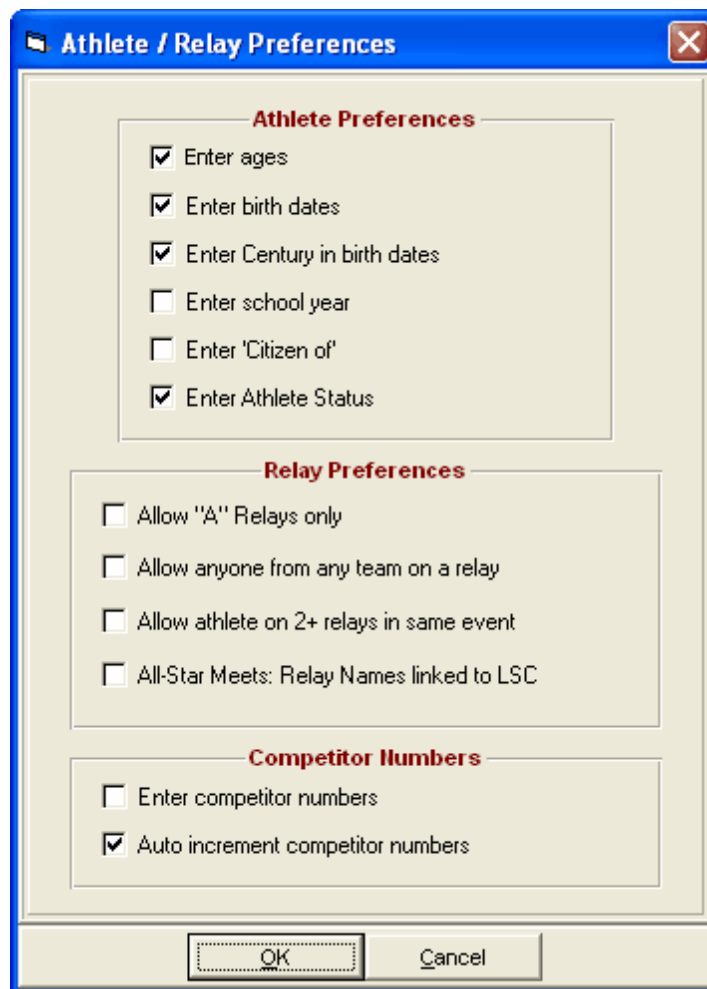 Athlete / Relay Preferences
Athlete Preferences
Enter ages
Enter birth dates
Enter Century in birth dates
Enter school year
Enter 'Citizen of'
Enter Athlete Status
Relay Preferences
Allow "A" Relays only
Allow anyone from any team on a relay
Allow athlete on 2+ relays in same event
All-Star Meets: Relay Names linked to LSC
Competitor Numbers
Enter competitor numbers
Auto increment competitor numbers
OK Cancel